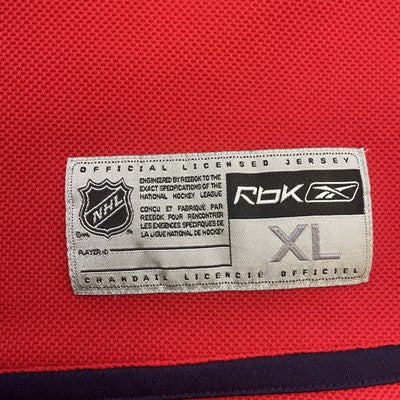 OFFICIAL LICENSED JERSEY
NHL
ENGINEERED BY REEBOK TO THE
EXACT SPECIFICATIONS OF THE
NATIONAL HOCKEY LEAGUE
CONÇU ET FABRIQUÉ PAR
REEBOK POUR RENCONTRER
LES EXIGENCES SPÉCIFIQUES DE
LA LIGUE NATIONALE DE HOCKEY
PLAYER ID:
Rbk
XL
CHANDAIL LICENCIÉ OFFICIEL